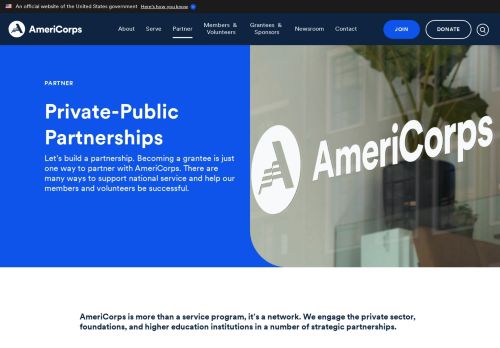 An official website of the United States government Here's how you know
AmeriCorps
About Serve Partner Members & Volunteers Grantees & Sponsors Newsroom Contact JOIN DONATE
PARTNER
Private-Public
Partnerships
Let's build a partnership. Becoming a grantee is just
one way to partner with AmeriCorps. There are
many ways to support national service and help our
members and volunteers be successful.
AmeriCorps
AmeriCorps is more than a service program, it's a network. We engage the private sector,
foundations, and higher education institutions in a number of strategic partnerships.